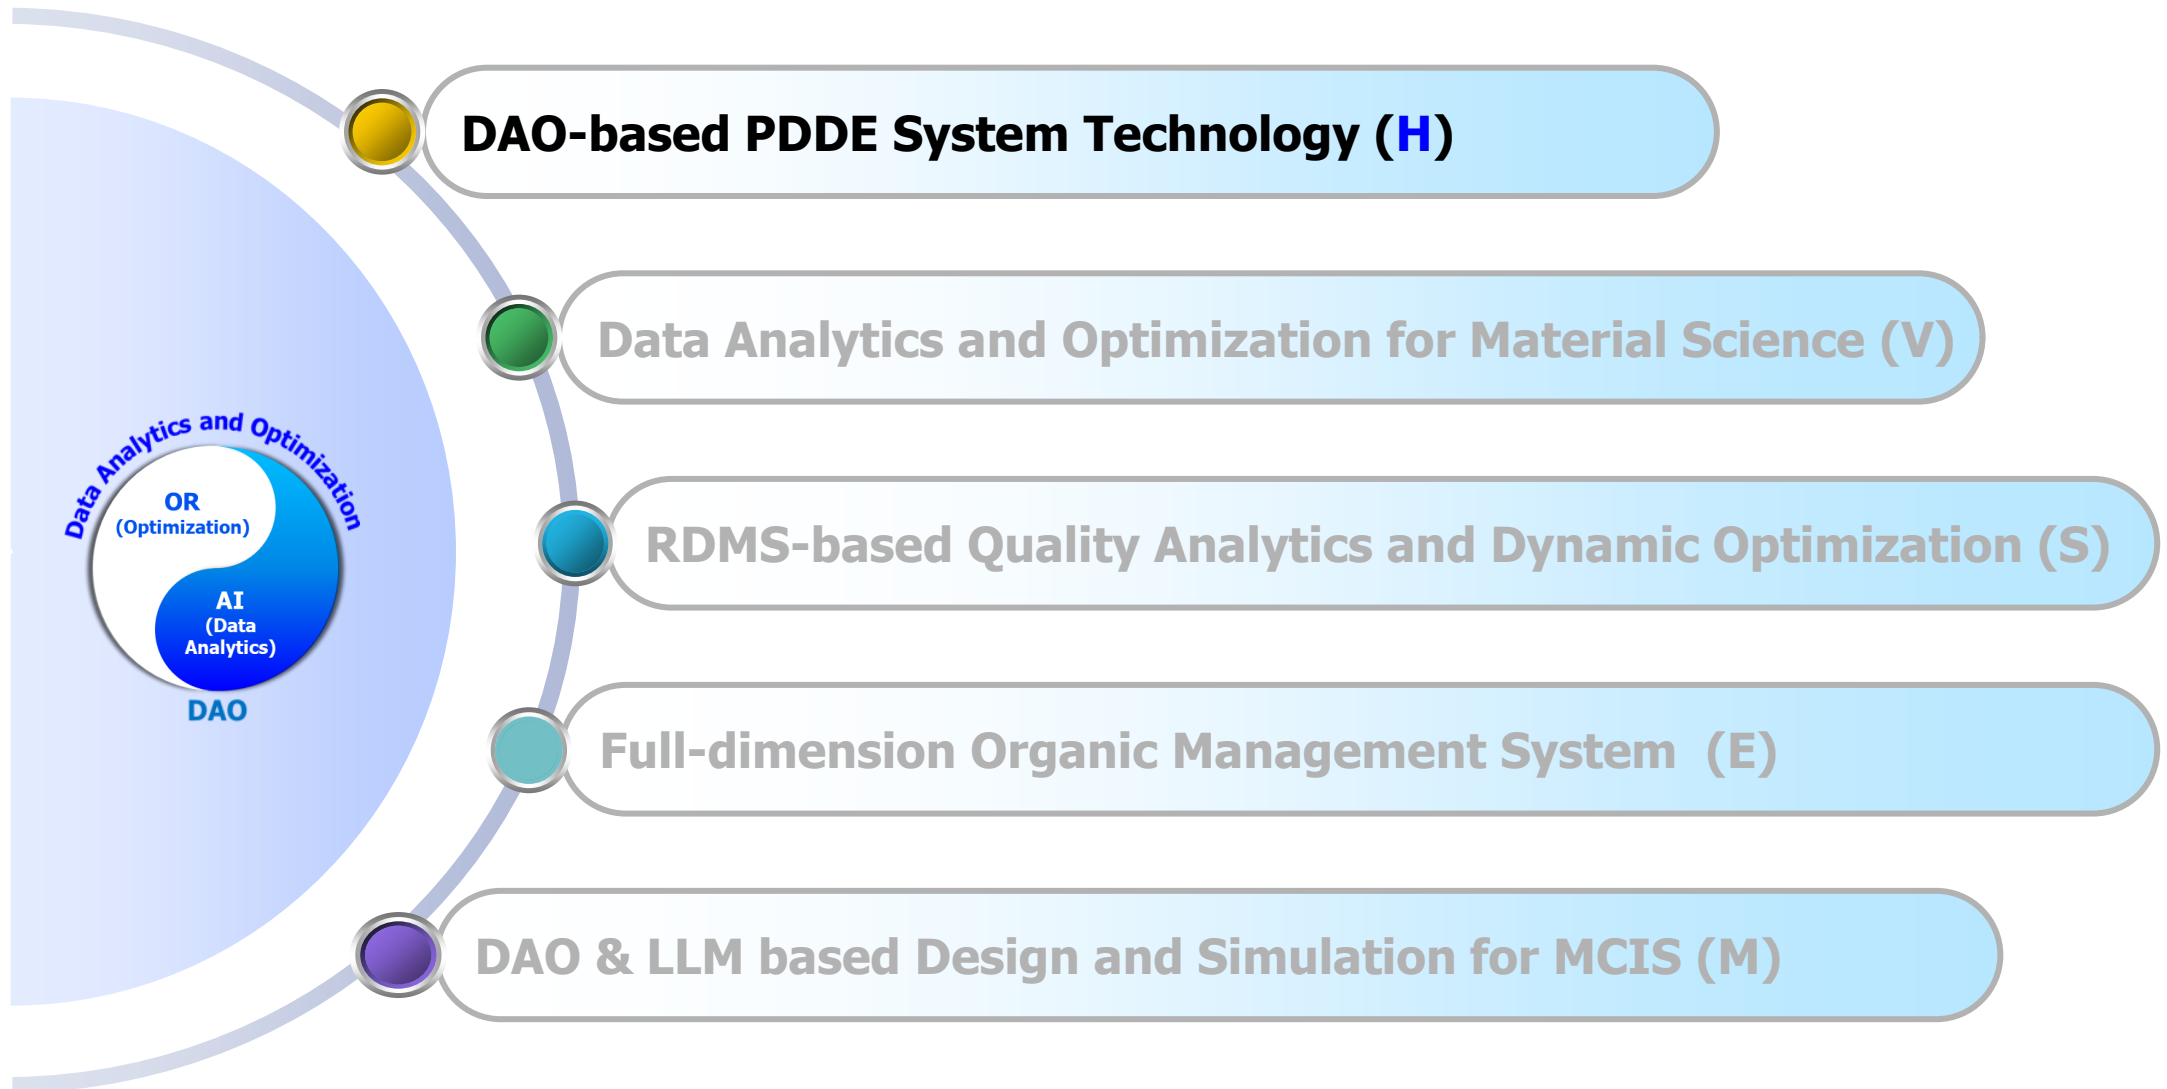 DAO-based PDDE System Technology (H)
Data Analytics and Optimization for Material Science (V)
Data Analytics and Optimization
OR
(Optimization)
AI
(Data
Analytics)
DAO
RDMS-based Quality Analytics and Dynamic Optimization (S)
Full-dimension Organic Management System (E)
DAO & LLM based Design and Simulation for MCIS (M)